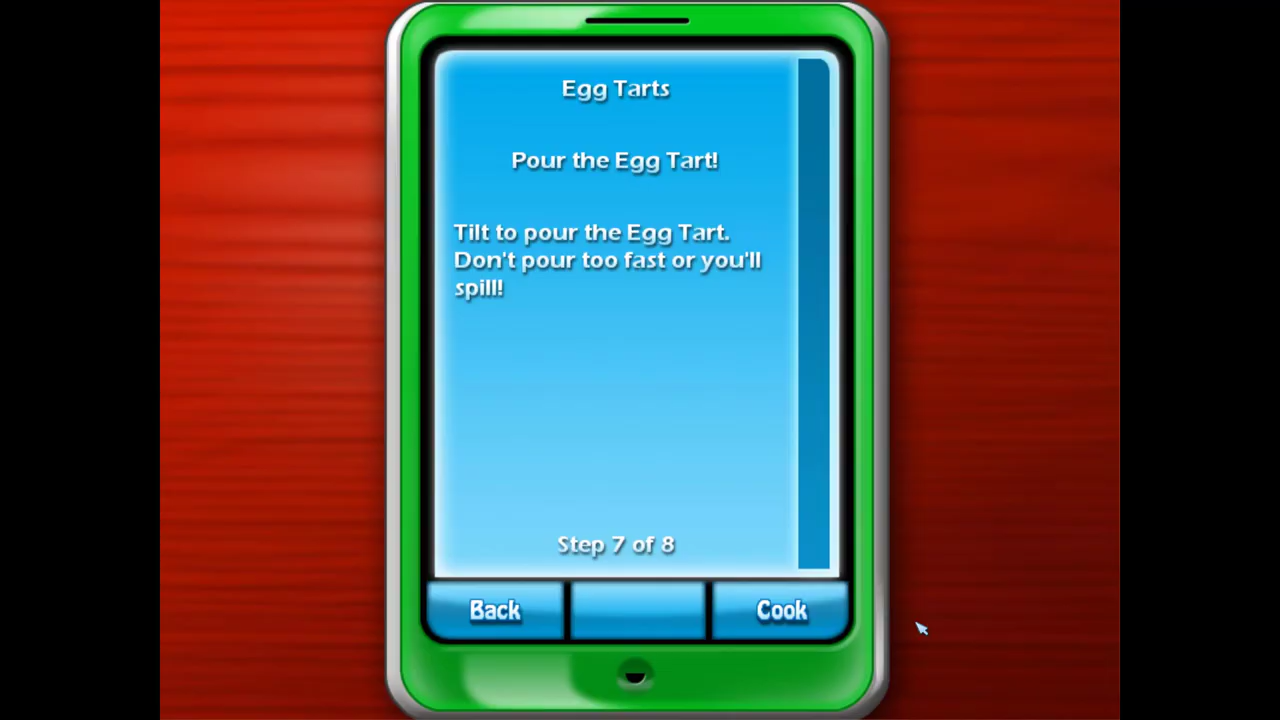 Egg Tarts
Pour the Egg Tart!
Tilt to pour the Egg Tart.
Don't pour too fast or you'll
spill!
Step 7 of 8
Back
Cook